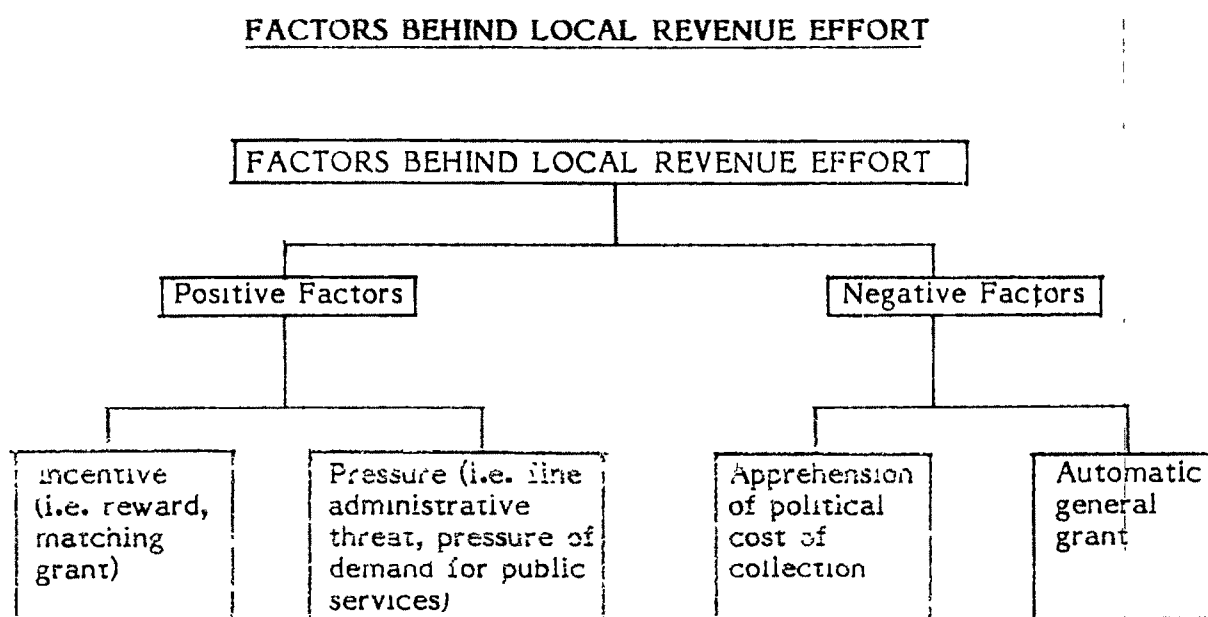 FACTORS BEHIND LOCAL REVENUE EFFORT
FACTORS BEHIND LOCAL REVENUE EFFORT
Positive Factors
Negative Factors
Incentive
(i.e. reward,
matching
grant)
Pressure (i.e. line
administrative
threat, pressure of
demand for public
services)
Apprehension
of political
cost of
collection
Automatic
general
grant